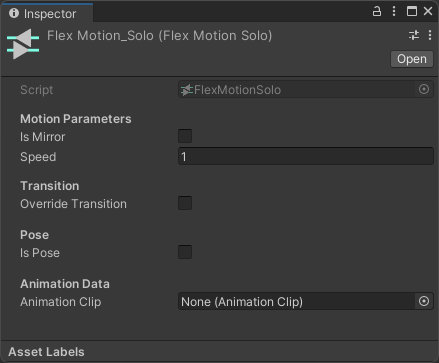 Inspector
Flex Motion_Solo (Flex Motion Solo)
Open
Script FlexMotionSolo
Motion Parameters
Is Mirror
Speed 1
Transition
Override Transition
Pose
Is Pose
Animation Data
Animation Clip None (Animation Clip)
Asset Labels